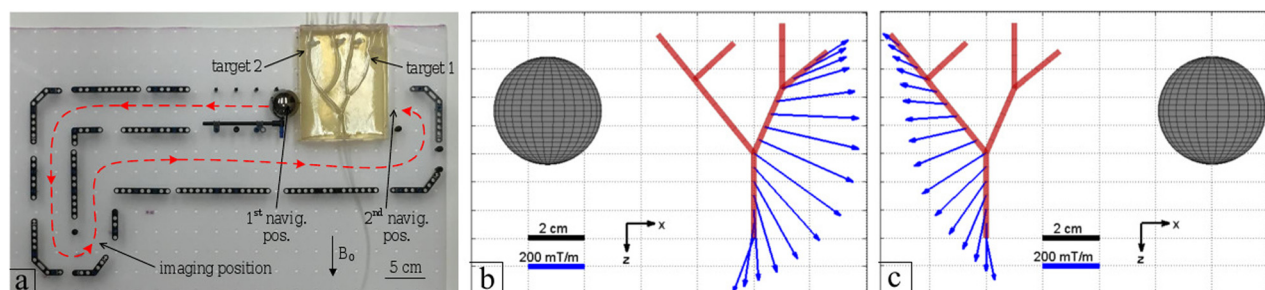 target 2
target 1
1st navig. pos.
2nd navig. pos.
imaging position
B0
5 cm
a
2 cm
200 mT/m
x
z
b
2 cm
200 mT/m
x
z
c